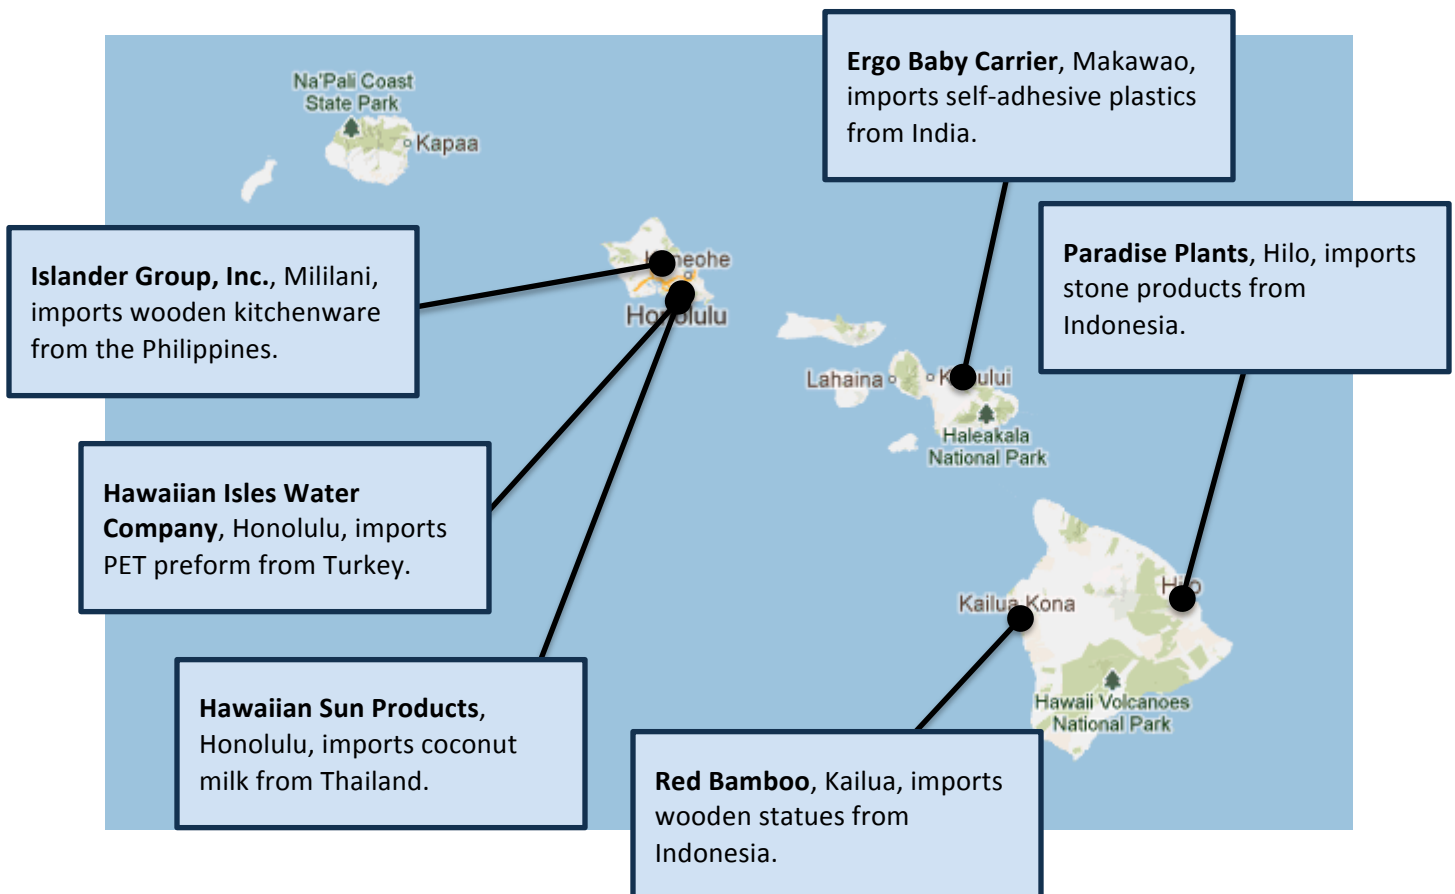 Ergo Baby Carrier, Makawao,
imports self-adhesive plastics
from India.
Na'Pali Coast
State Park
Kapaa
Paradise Plants, Hilo, imports
stone products from
Indonesia.
Islander Group, Inc., Mililani,
imports wooden kitchenware
from the Philippines.
Honolulu
Lahaina
Haleakala
National Park
Hawaiian Isles Water
Company, Honolulu, imports
PET preform from Turkey.
Hilo
Kailua Kona
Hawaii Volcanoes
National Park
Hawaiian Sun Products,
Honolulu, imports coconut
milk from Thailand.
Red Bamboo, Kailua, imports
wooden statues from
Indonesia.